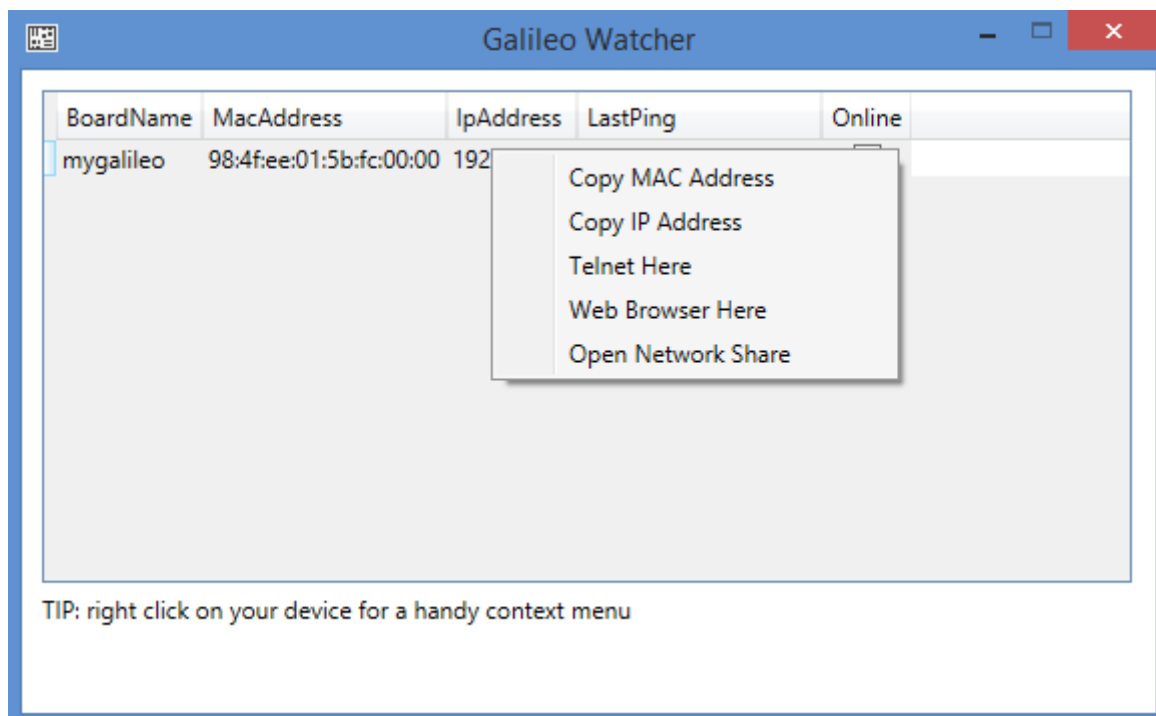 Galileo Watcher
BoardName MacAddress IpAddress LastPing Online
mygalileo 98:4f:ee:01:5b:fc:00:00 192
Copy MAC Address
Copy IP Address
Telnet Here
Web Browser Here
Open Network Share
TIP: right click on your device for a handy context menu